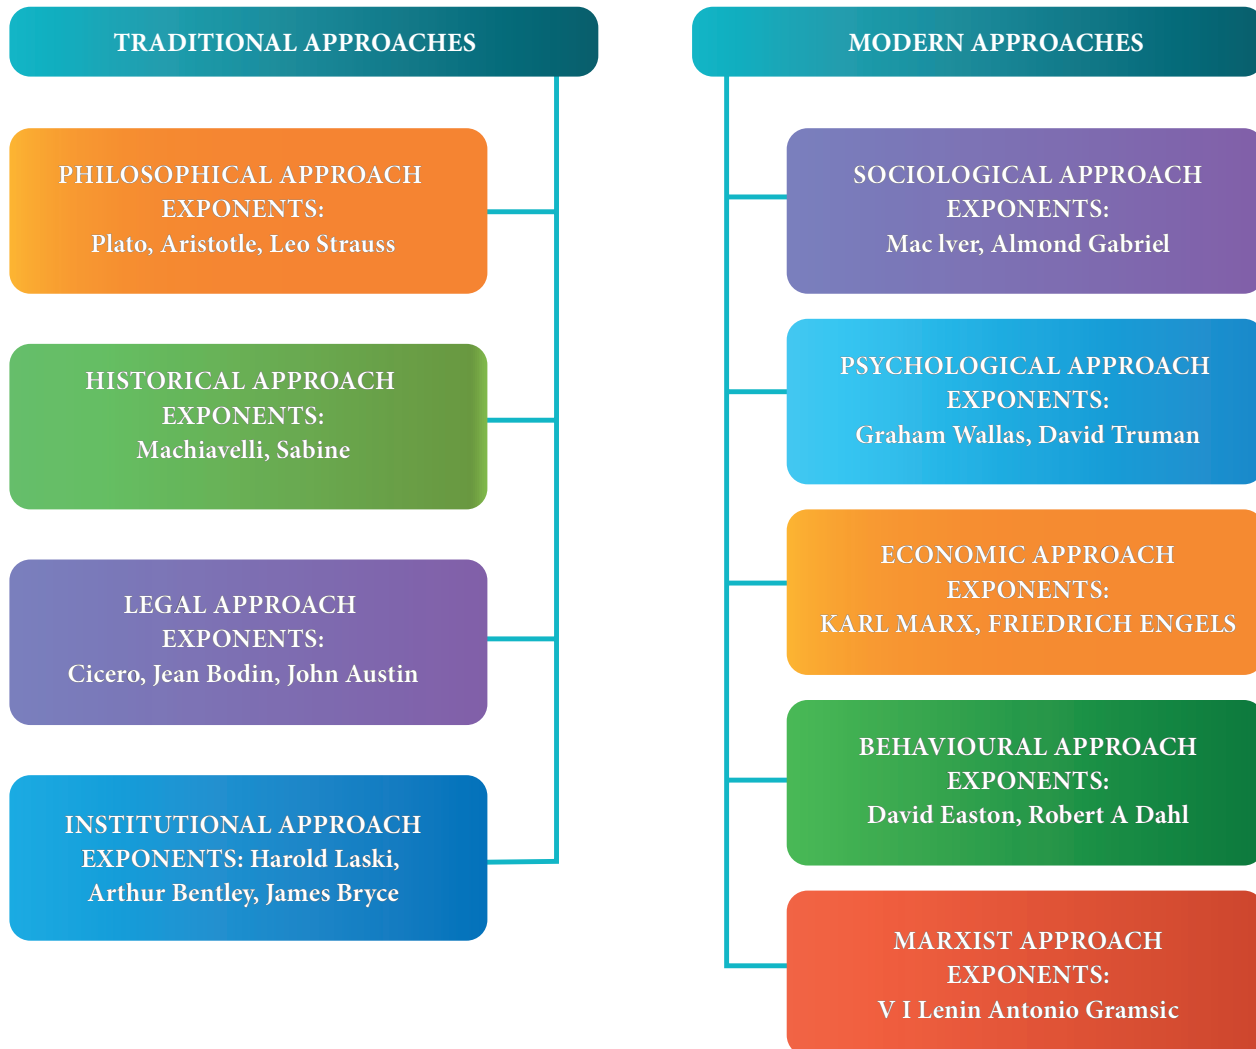 TRADITIONAL APPROACHES
PHILOSOPHICAL APPROACH
EXPONENTS:
Plato, Aristotle, Leo Strauss
HISTORICAL APPROACH
EXPONENTS:
Machiavelli, Sabine
LEGAL APPROACH
EXPONENTS:
Cicero, Jean Bodin, John Austin
INSTITUTIONAL APPROACH
EXPONENTS: Harold Laski,
Arthur Bentley, James Bryce
MODERN APPROACHES
SOCIOLOGICAL APPROACH
EXPONENTS:
Mac lver, Almond Gabriel
PSYCHOLOGICAL APPROACH
EXPONENTS:
Graham Wallas, David Truman
ECONOMIC APPROACH
EXPONENTS:
KARL MARX, FRIEDRICH ENGELS
BEHAVIOURAL APPROACH
EXPONENTS:
David Easton, Robert A Dahl
MARXIST APPROACH
EXPONENTS:
V I Lenin Antonio Gramsic